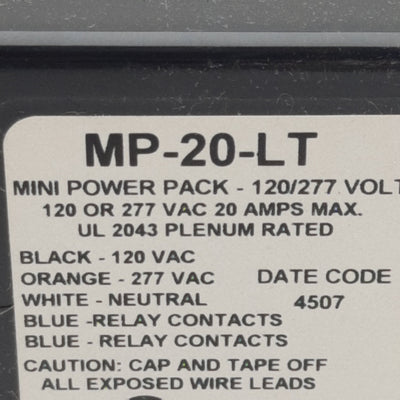 MP-20-LT
MINI POWER PACK - 120/277 VOLT
120 OR 277 VAC 20 AMPS MAX.
UL 2043 PLENUM RATED
BLACK - 120 VAC
ORANGE - 277 VAC DATE CODE
WHITE - NEUTRAL 4507
BLUE -RELAY CONTACTS
BLUE - RELAY CONTACTS
CAUTION: CAP AND TAPE OFF
ALL EXPOSED WIRE LEADS